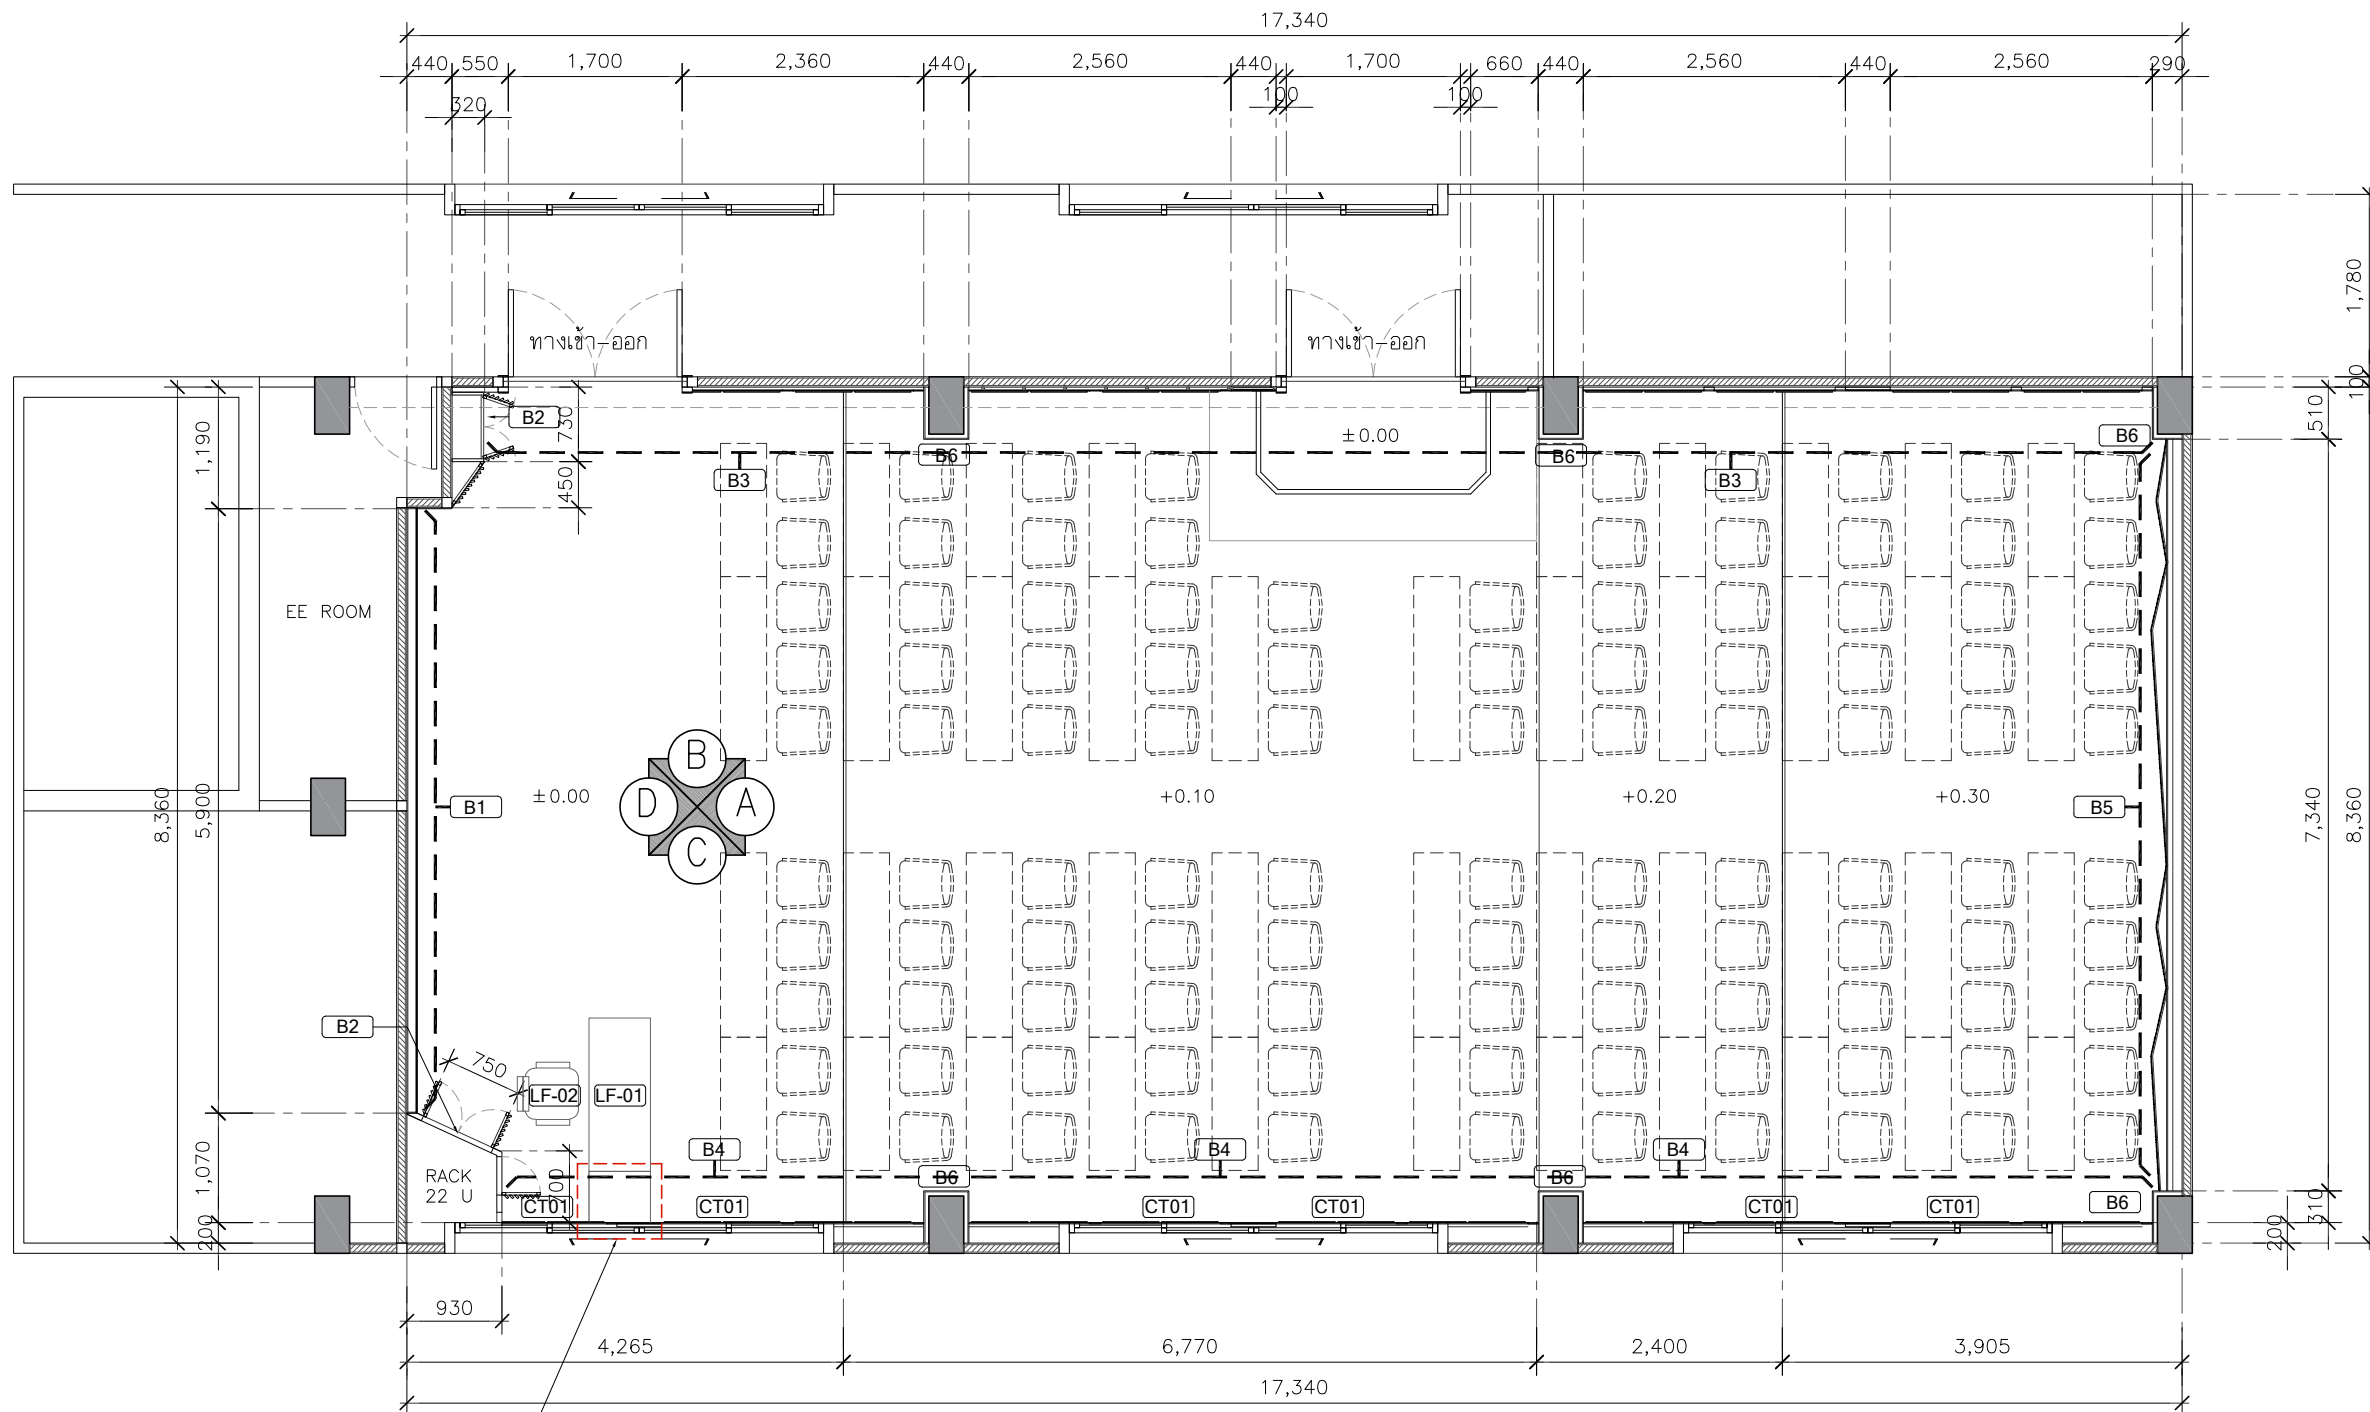 17,340
440 550 1,700 2,360 440 2,560 440 1,700 660 440 2,560 440 2,560 290
320 100 100
1,780
ทางเข้า-ออก ทางเข้า-ออก
100
B2 730 ±0.00 B6 510
1,190 B6 B6
450 B3 B3
EE ROOM
B
8,360 5,900 B1 ±0.00 D A +0.10 +0.20 +0.30 B5 7,340 8,360
C
B2
750
LF-02 LF-01
B4 B4 B4
1,070 RACK 700 B6 B6
22 U
CT01 CT01 CT01 CT01 CT01 CT01 B6 310
200 200
930
4,265 6,770 2,400 3,905
17,340